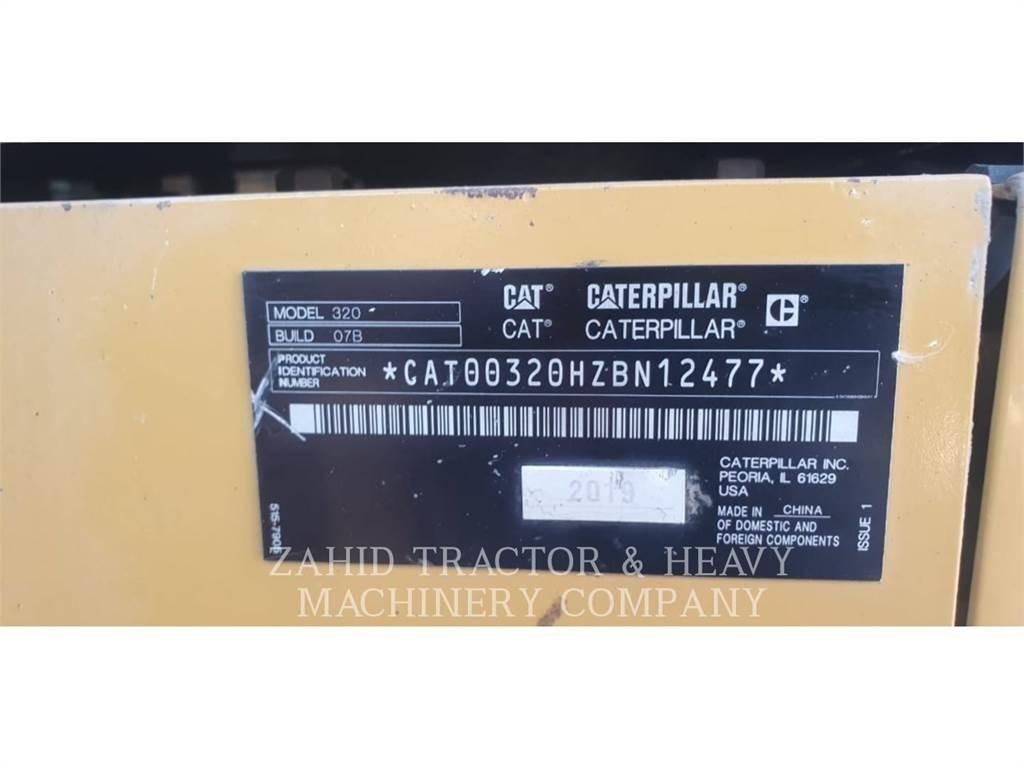 MODEL 320
BUILD 07B
CAT® CATERPILLAR® C®
CAT® CATERPILLAR®
PRODUCT
IDENTIFICATION
NUMBER
*CAT00320HZBN12477*
2019
CATERPILLAR INC.
PEORIA, IL 61629
USA
MADE IN CHINA
OF DOMESTIC AND
FOREIGN COMPONENTS
ISSUE 1
ZAHID TRACTOR & HEAVY
MACHINERY COMPANY